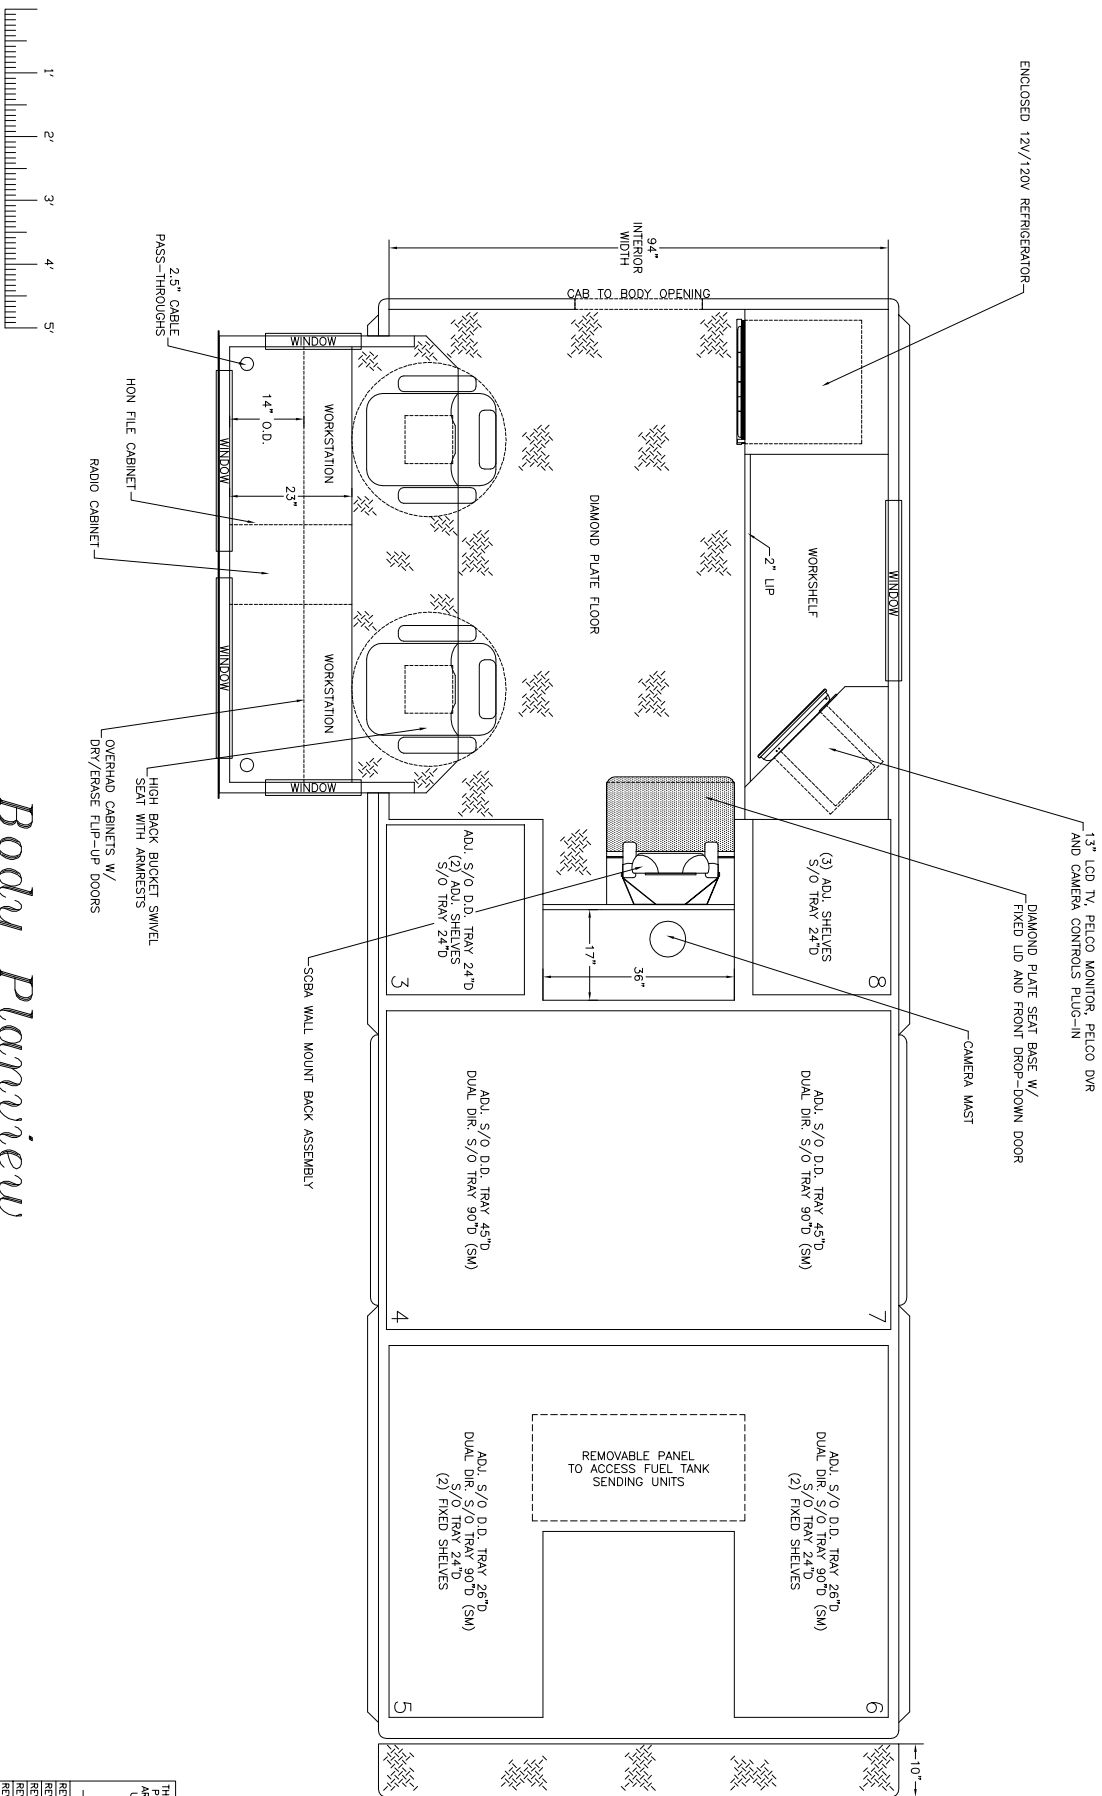 ENCLOSED 12V/120V REFRIGERATOR
13" LCD TV, PELCO MONITOR, PELCO DVR
AND CAMERA CONTROLS PLUG-IN
DIAMOND PLATE SEAT BASE W/
FIXED LID AND FRONT DROP-DOWN DOOR
CAMERA MAST
94"
INTERIOR
WIDTH
CAB TO BODY OPENING
WINDOW
WORKSHELF
2" LIP
DIAMOND PLATE FLOOR
(3) ADJ. SHELVES
S/O TRAY 24"D
8
36"
17"
ADJ. S/O D.D. TRAY 24"D
(2) ADJ. SHELVES
S/O TRAY 24"D
3
ADJ. S/O D.D. TRAY 45"D
DUAL DIR. S/O TRAY 90"D (SM)
7
ADJ. S/O D.D. TRAY 45"D
DUAL DIR. S/O TRAY 90"D (SM)
4
ADJ. S/O D.D. TRAY 26"D
DUAL DIR. S/O TRAY 90"D (SM)
S/O TRAY 24"D
(2) FIXED SHELVES
6
REMOVABLE PANEL
TO ACCESS FUEL TANK
SENDING UNITS
ADJ. S/O D.D. TRAY 26"D
DUAL DIR. S/O TRAY 90"D (SM)
S/O TRAY 24"D
(2) FIXED SHELVES
5
10"
WINDOW
WORKSTATION
14" O.D.
23"
WORKSTATION
WINDOW
WINDOW
WINDOW
2.5" CABLE
PASS-THROUGHS
HON FILE CABINET
RADIO CABINET
OVERHAD CABINETS W/
DRY/ERASE FLIP-UP DOORS
HIGH BACK BUCKET SWIVEL
SEAT WITH ARMRESTS
SCBA WALL MOUNT BACK ASSEMBLY
1'
2'
3'
4'
5'
Body Planview